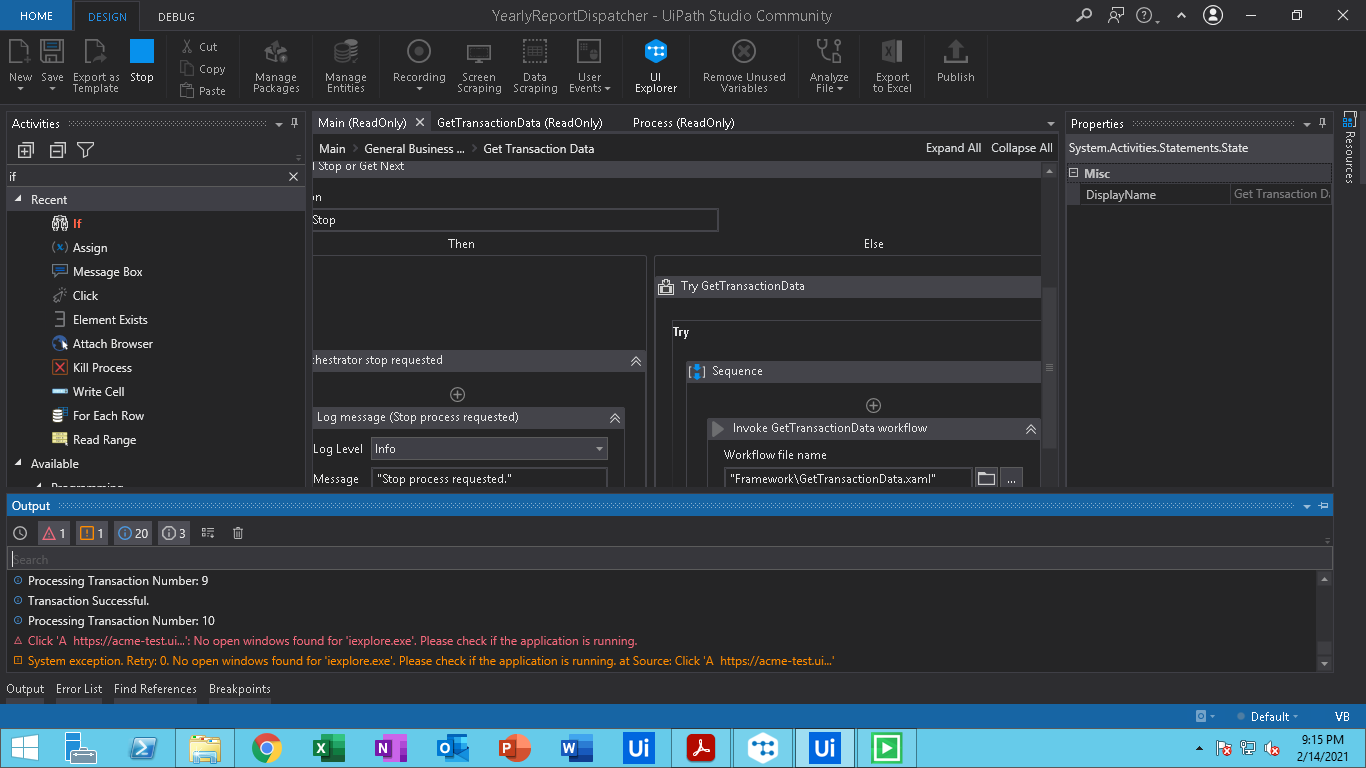 HOME
DESIGN
DEBUG
YearlyReportDispatcher - UiPath Studio Community
New
Save
Export as Template
Stop
Cut
Copy
Paste
Manage Packages
Manage Entities
Recording
Screen Scraping
Data Scraping
User Events
UI Explorer
Remove Unused Variables
Analyze File
Export to Excel
Publish
Activities
Main (ReadOnly)
GetTransactionData (ReadOnly)
Process (ReadOnly)
Properties
Resources
Main
General Business ...
Get Transaction Data
Expand All
Collapse All
System.Activities.Statements.State
Misc
DisplayName
Get Transaction Da
if
Recent
If
Assign
Message Box
Click
Element Exists
Attach Browser
Kill Process
Write Cell
For Each Row
Read Range
Available
Programming
l Stop or Get Next
on
Stop
Then
Else
Try GetTransactionData
Try
Sequence
chestrator stop requested
Log message (Stop process requested)
Log Level
Info
Message
"Stop process requested."
Invoke GetTransactionData workflow
Workflow file name
"Framework\GetTransactionData.xaml"
...
Output
1
1
20
3
Search
Processing Transaction Number: 9
Transaction Successful.
Processing Transaction Number: 10
Click 'A  https://acme-test.ui...': No open windows found for 'iexplore.exe'. Please check if the application is running.
System exception. Retry: 0. No open windows found for 'iexplore.exe'. Please check if the application is running. at Source: Click 'A  https://acme-test.ui...'
Output
Error List
Find References
Breakpoints
Default
VB
Ui
Ui
9:15 PM
2/14/2021